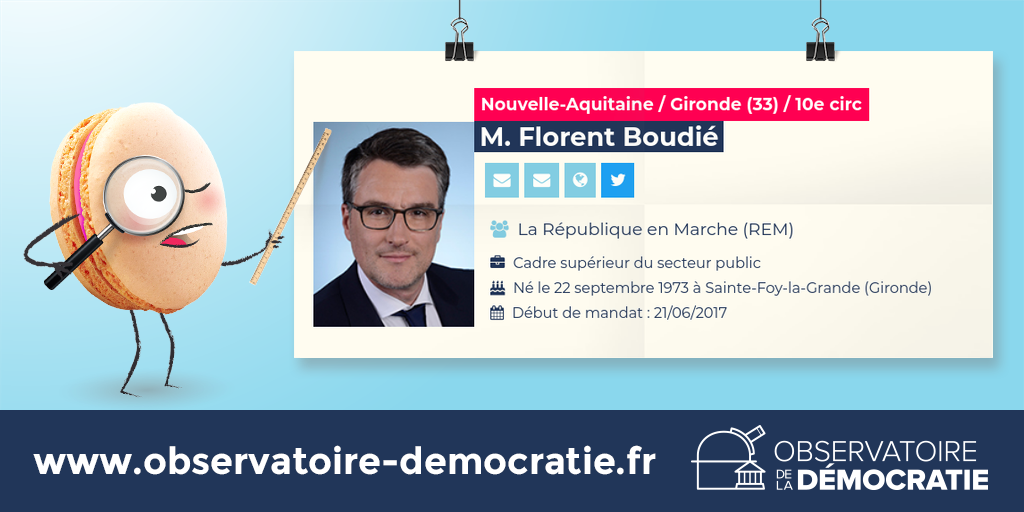 Nouvelle-Aquitaine / Gironde (33) / 10e circ
M. Florent Boudié
La République en Marche (REM)
Cadre supérieur du secteur public
Né le 22 septembre 1973 à Sainte-Foy-la-Grande (Gironde)
Début de mandat : 21/06/2017
www.observatoire-democratie.fr
OBSERVATOIRE
DE LA DÉMOCRATIE